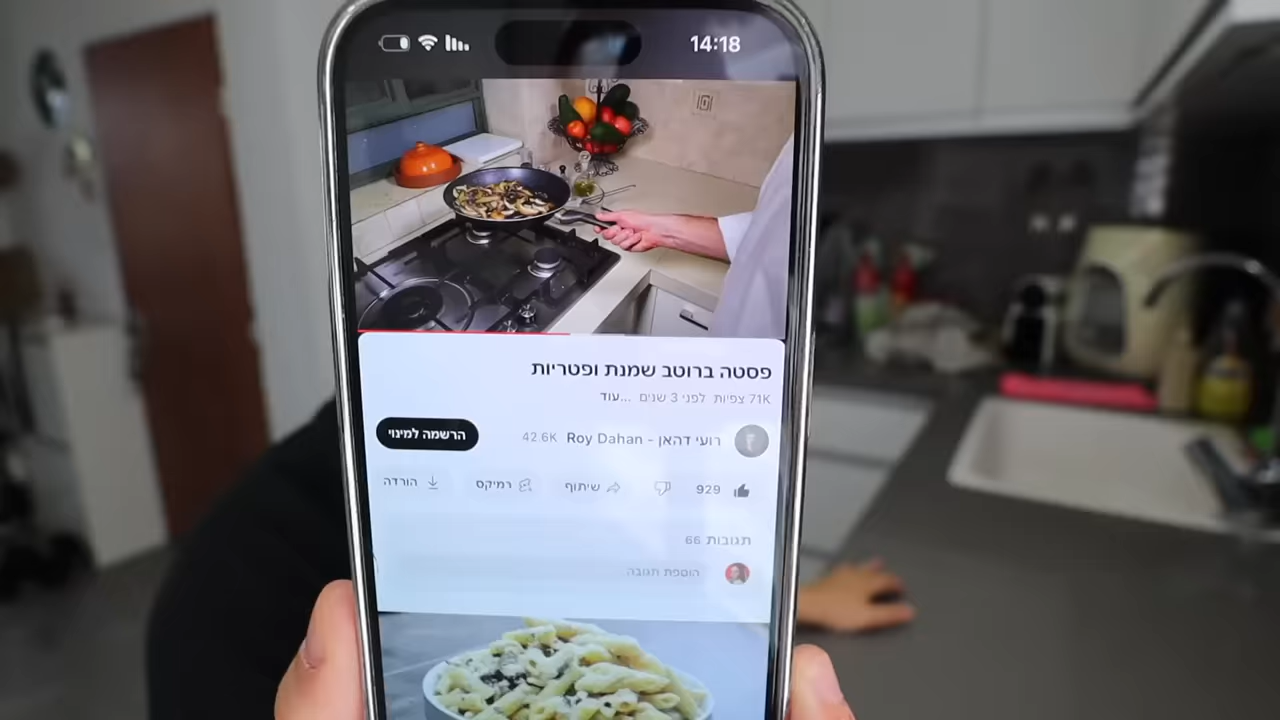 14:18
פסטה ברוטב שמנת ופטריות
71K צפיות לפני 3 שנים ...עוד
רועי דהאן - Roy Dahan 42.6K הרשמה למינוי
929 שיתוף רמיקס הורדה
תגובות 66
הוספת תגובה